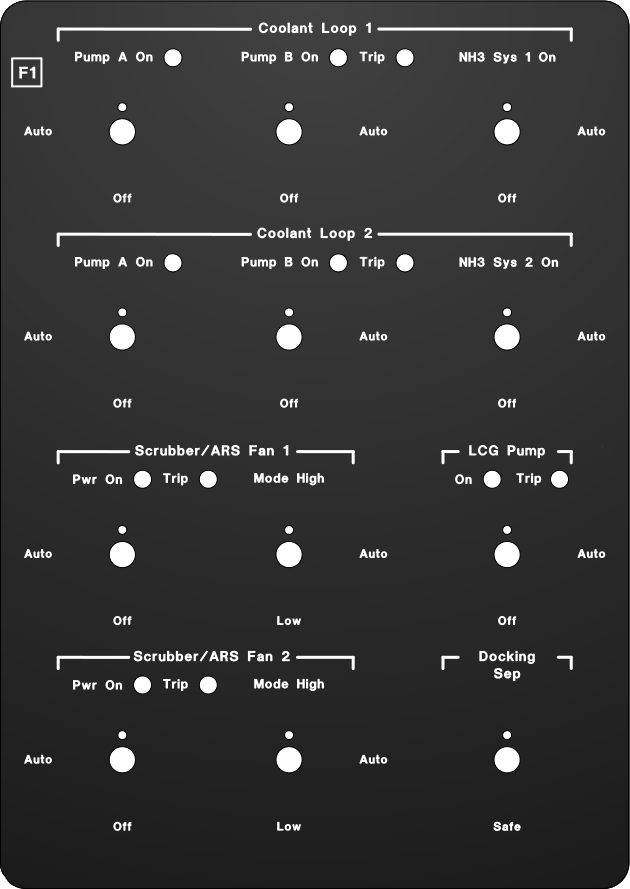 Coolant Loop 1
Pump A On Pump B On Trip NH3 Sys 1 On
F1
Auto Auto Auto
Off Off Off
Coolant Loop 2
Pump A On Pump B On Trip NH3 Sys 2 On
Auto Auto Auto
Off Off Off
Scrubber/ARS Fan 1 LCG Pump
Pwr On Trip Mode High On Trip
Auto Auto Auto
Off Low Off
Scrubber/ARS Fan 2 Docking
Sep
Pwr On Trip Mode High
Auto Auto
Off Low Safe